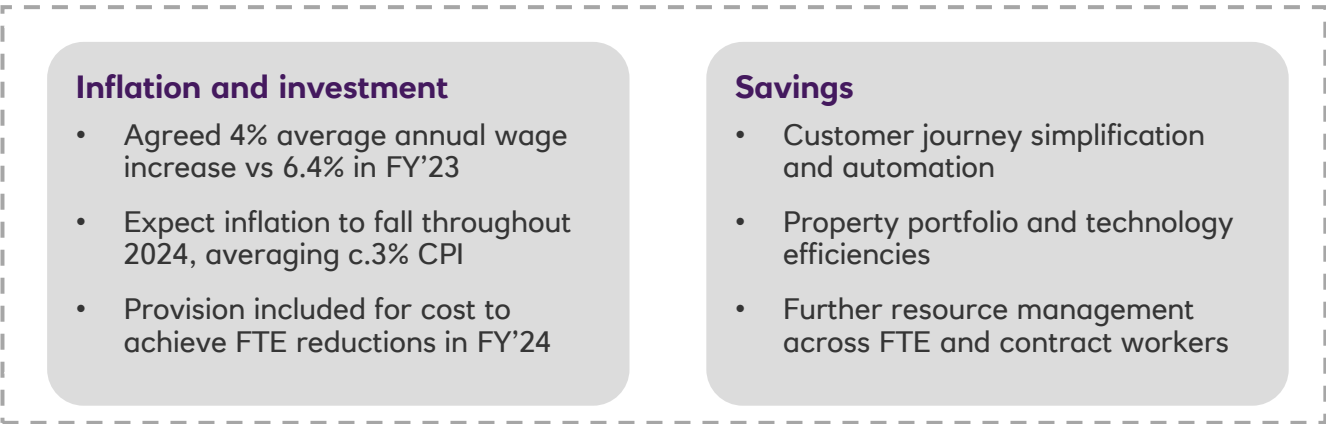 Inflation and investment
• Agreed 4% average annual wage
increase vs 6.4% in FY’23
• Expect inflation to fall throughout
2024, averaging c.3% CPI
• Provision included for cost to
achieve FTE reductions in FY’24
Savings
• Customer journey simplification
and automation
• Property portfolio and technology
efficiencies
• Further resource management
across FTE and contract workers